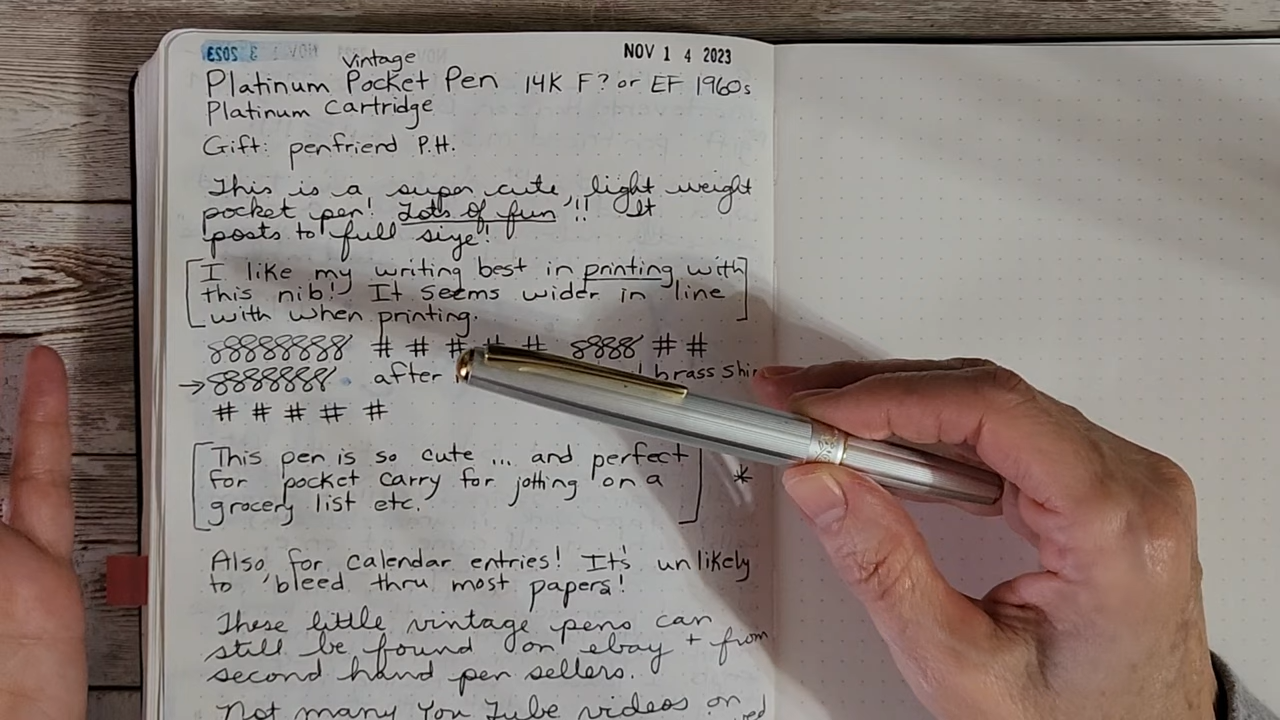 NOV 1 4 2023
Vintage
Platinum Pocket Pen 14K F? or EF 1960s
Platinum Cartridge
Gift: penfriend P.H.
This is a super cute, light weight
pocket pen! Lots of fun!! It
posts to full size!
[I like my writing best in printing with
this nib! It seems wider in line
with when printing.]
88888888 # # # # # 8888 # #
→8888888 after brass shim
# # # # #
[This pen is so cute ... and perfect
for pocket carry for jotting on a *
grocery list etc.]
Also, for calendar entries! It's unlikely
to bleed thru most papers!
These little vintage pens can
still be found on ebay + from
second hand pen sellers.
Not many You Tube videos on